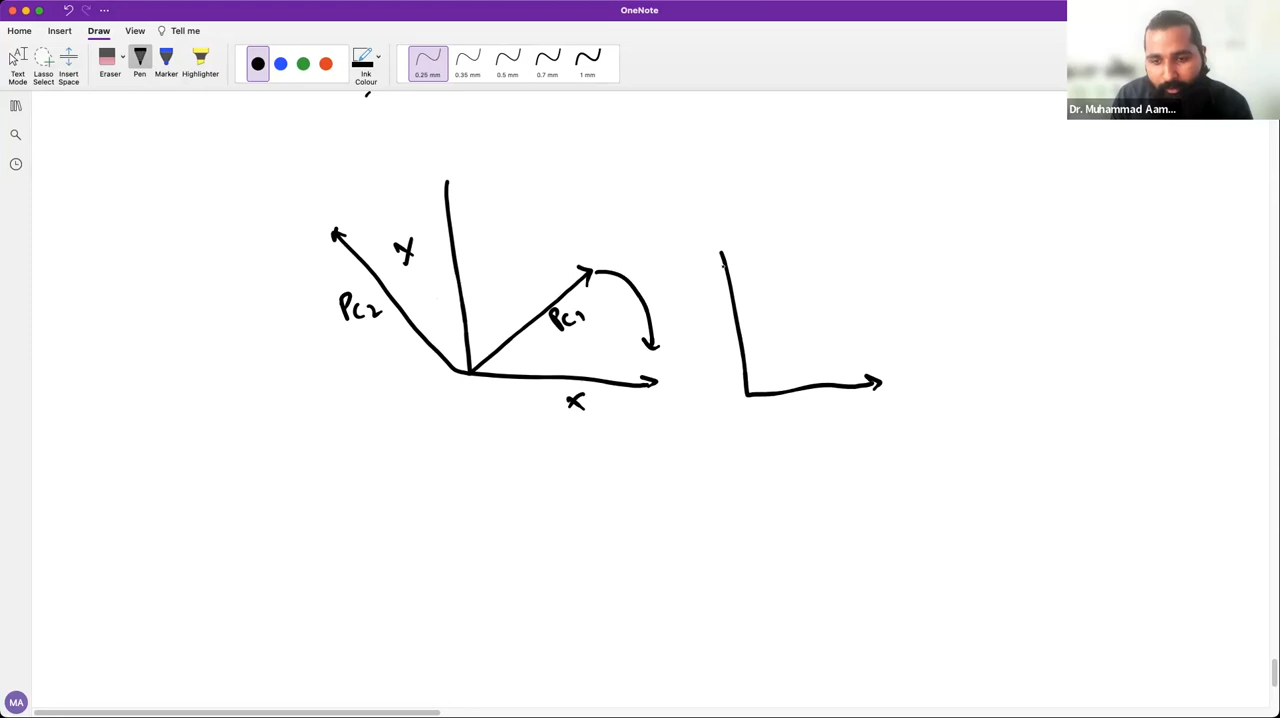 OneNote
Home Insert Draw View Tell me
Text Mode
Lasso Select
Insert Space
Eraser
Pen
Marker
Highlighter
Ink Colour
0.25 mm
0.35 mm
0.5 mm
0.7 mm
1 mm
Dr. Muhammad Aam...
Y
PC2
PC1
x
MA